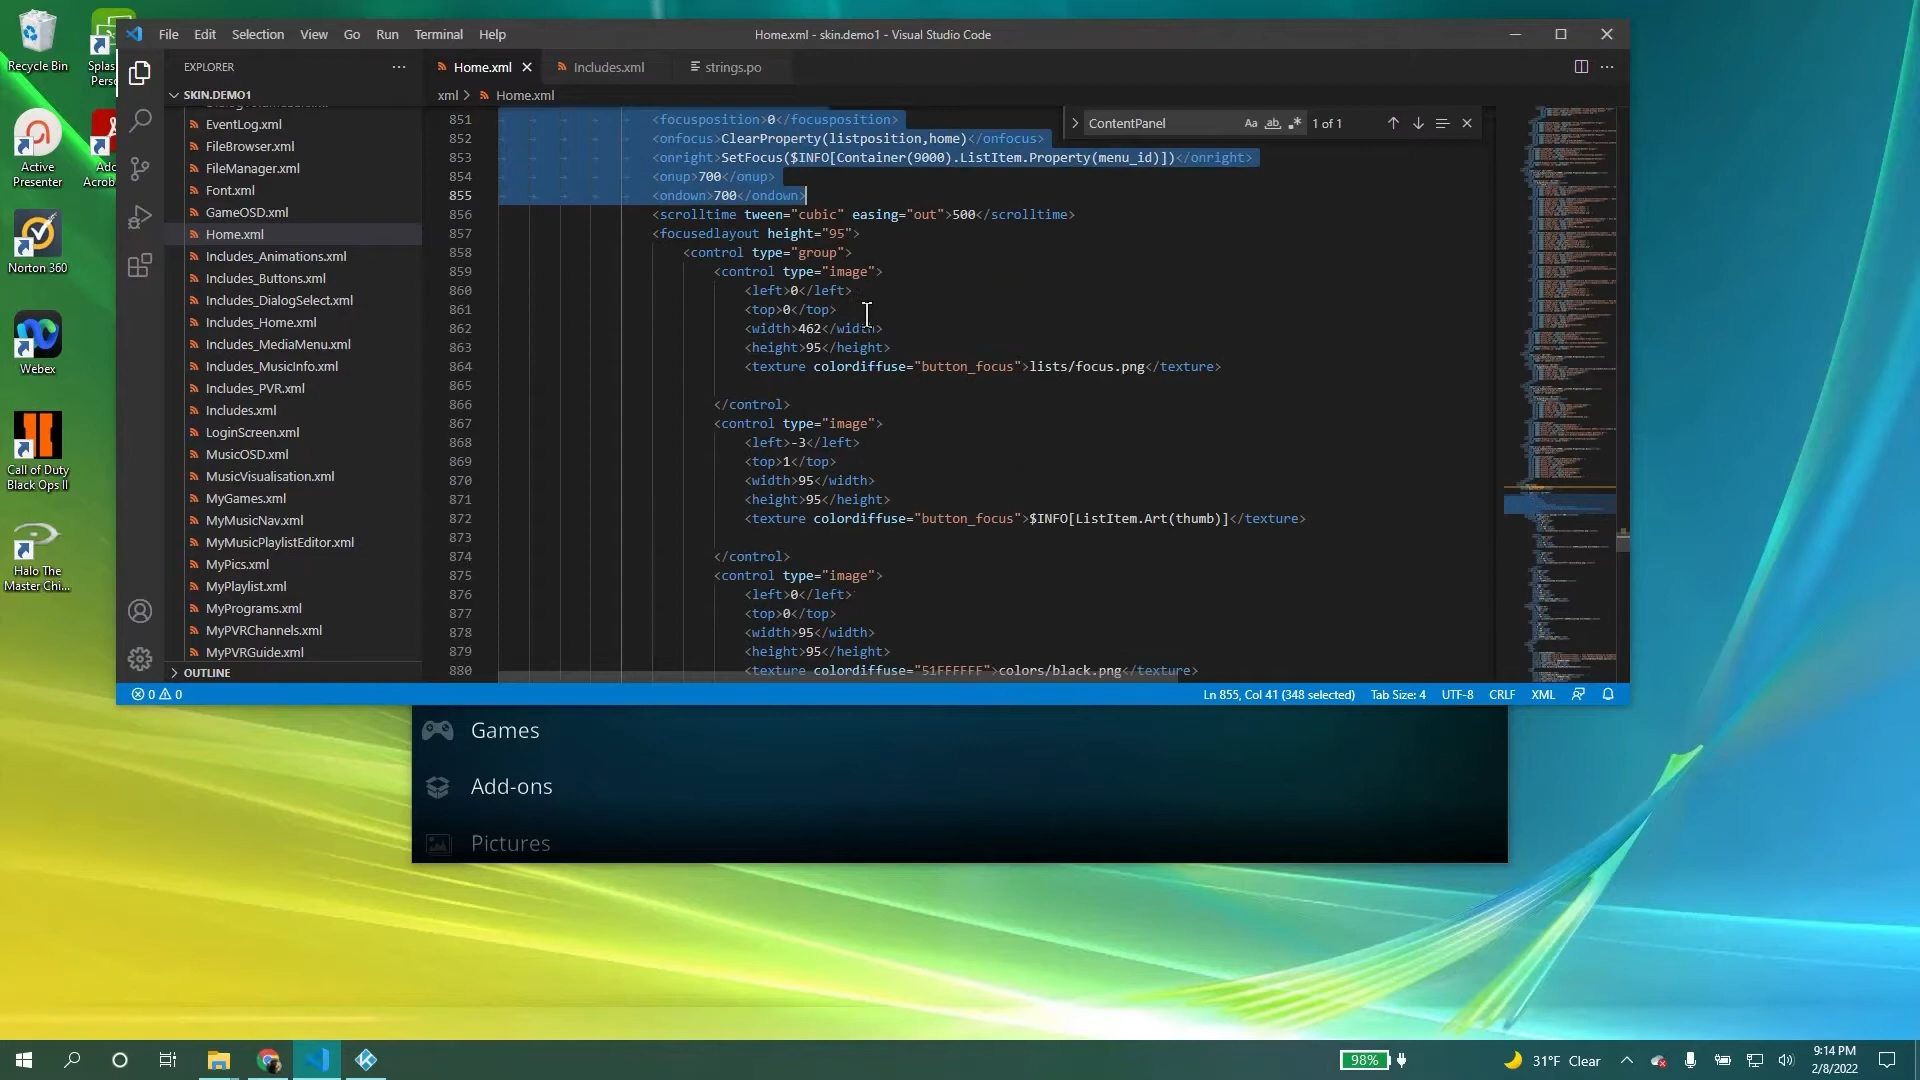 Recycle Bin
Splas
Pers
Active
Presenter
Ado
Acrob
Norton 360
Webex
Call of Duty
Black Ops II
Halo The
Master Chi...
File Edit Selection View Go Run Terminal Help
Home.xml - skin.demo1 - Visual Studio Code
EXPLORER
Home.xml
Includes.xml
strings.po
SKIN.DEMO1
xml > Home.xml
ContentPanel
Aa ab
1 of 1
EventLog.xml
FileBrowser.xml
FileManager.xml
Font.xml
GameOSD.xml
Home.xml
Includes_Animations.xml
Includes_Buttons.xml
Includes_DialogSelect.xml
Includes_Home.xml
Includes_MediaMenu.xml
Includes_MusicInfo.xml
Includes_PVR.xml
Includes.xml
LoginScreen.xml
MusicOSD.xml
MusicVisualisation.xml
MyGames.xml
MyMusicNav.xml
MyMusicPlaylistEditor.xml
MyPics.xml
MyPlaylist.xml
MyPrograms.xml
MyPVRChannels.xml
MyPVRGuide.xml
OUTLINE
851 <focusposition>0</focusposition>
852 <onfocus>ClearProperty(listposition,home)</onfocus>
853 <onright>SetFocus($INFO[Container(9000).ListItem.Property(menu_id)])</onright>
854 <onup>700</onup>
855 <ondown>700</ondown>
856 <scrolltime tween="cubic" easing="out">500</scrolltime>
857 <focusedlayout height="95">
858 <control type="group">
859 <control type="image">
860 <left>0</left>
861 <top>0</top>
862 <width>462</width>
863 <height>95</height>
864 <texture colordiffuse="button_focus">lists/focus.png</texture>
865
866 </control>
867 <control type="image">
868 <left>-3</left>
869 <top>1</top>
870 <width>95</width>
871 <height>95</height>
872 <texture colordiffuse="button_focus">$INFO[ListItem.Art(thumb)]</texture>
873
874 </control>
875 <control type="image">
876 <left>0</left>
877 <top>0</top>
878 <width>95</width>
879 <height>95</height>
880 <texture colordiffuse="51FFFFFF">colors/black.png</texture>
0 0
Ln 855, Col 41 (348 selected) Tab Size: 4 UTF-8 CRLF XML
Games
Add-ons
Pictures
98%
31°F Clear
9:14 PM
2/8/2022